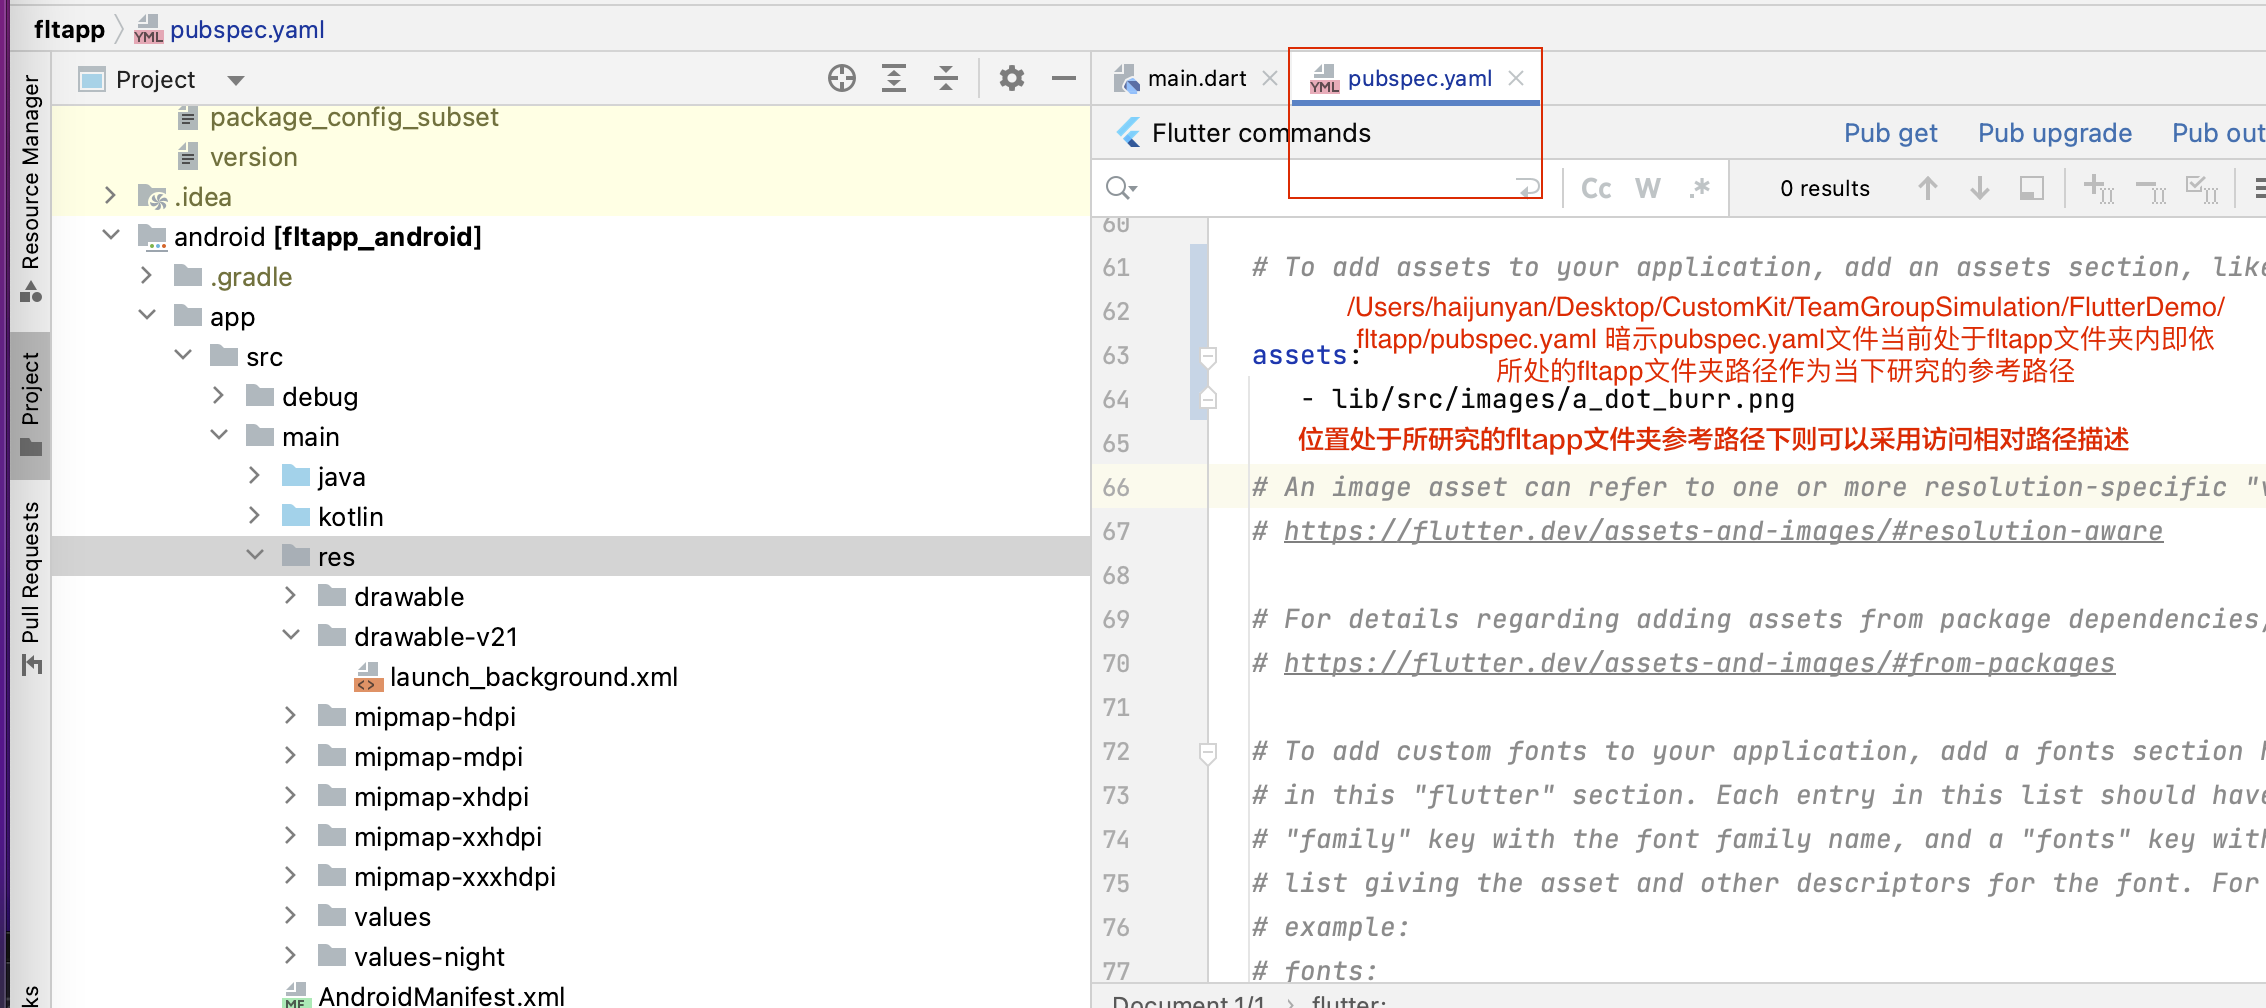 fltapp pubspec.yaml
Resource Manager
Project
Pull Requests
Project
package_config_subset
version
.idea
android [fltapp_android]
.gradle
app
src
debug
main
java
kotlin
res
drawable
drawable-v21
launch_background.xml
mipmap-hdpi
mipmap-mdpi
mipmap-xhdpi
mipmap-xxhdpi
mipmap-xxxhdpi
values
values-night
AndroidManifest.xml
main.dart pubspec.yaml
Flutter commands Pub get Pub upgrade Pub out
Cc W .* 0 results
60
61 # To add assets to your application, add an assets section, like
62 /Users/haijunyan/Desktop/CustomKit/TeamGroupSimulation/FlutterDemo/
fltapp/pubspec.yaml 暗示pubspec.yaml文件当前处于fltapp文件夹内即依
63 assets:
所处的fltapp文件夹路径作为当下研究的参考路径
64 - lib/src/images/a_dot_burr.png
65 位置处于所研究的fltapp文件夹参考路径下则可以采用访问相对路径描述
66 # An image asset can refer to one or more resolution-specific "v
67 # https://flutter.dev/assets-and-images/#resolution-aware
68
69 # For details regarding adding assets from package dependencies,
70 # https://flutter.dev/assets-and-images/#from-packages
71
72 # To add custom fonts to your application, add a fonts section h
73 # in this "flutter" section. Each entry in this list should have
74 # "family" key with the font family name, and a "fonts" key with
75 # list giving the asset and other descriptors for the font. For
76 # example:
77 # fonts:
Document 1/1 flutter: